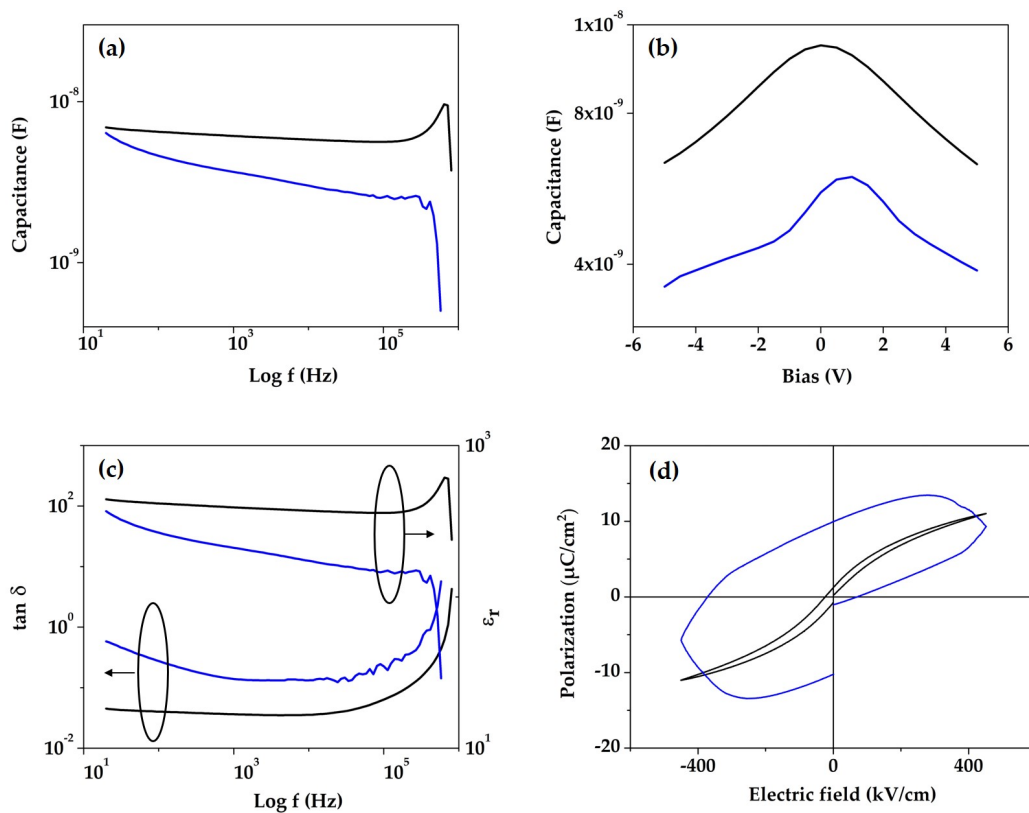 (a)
Capacitance (F)
10⁻⁸
10⁻⁹
10¹
10³
10⁵
Log f (Hz)
(b)
Capacitance (F)
1x10⁻⁸
8x10⁻⁹
4x10⁻⁹
-6 -4 -2 0 2 4 6
Bias (V)
(c)
tan δ
10²
10⁰
10⁻²
10³
10¹
εr
10¹
10³
10⁵
Log f (Hz)
(d)
Polarization (μC/cm²)
20
10
0
-10
-20
-400 0 400
Electric field (kV/cm)